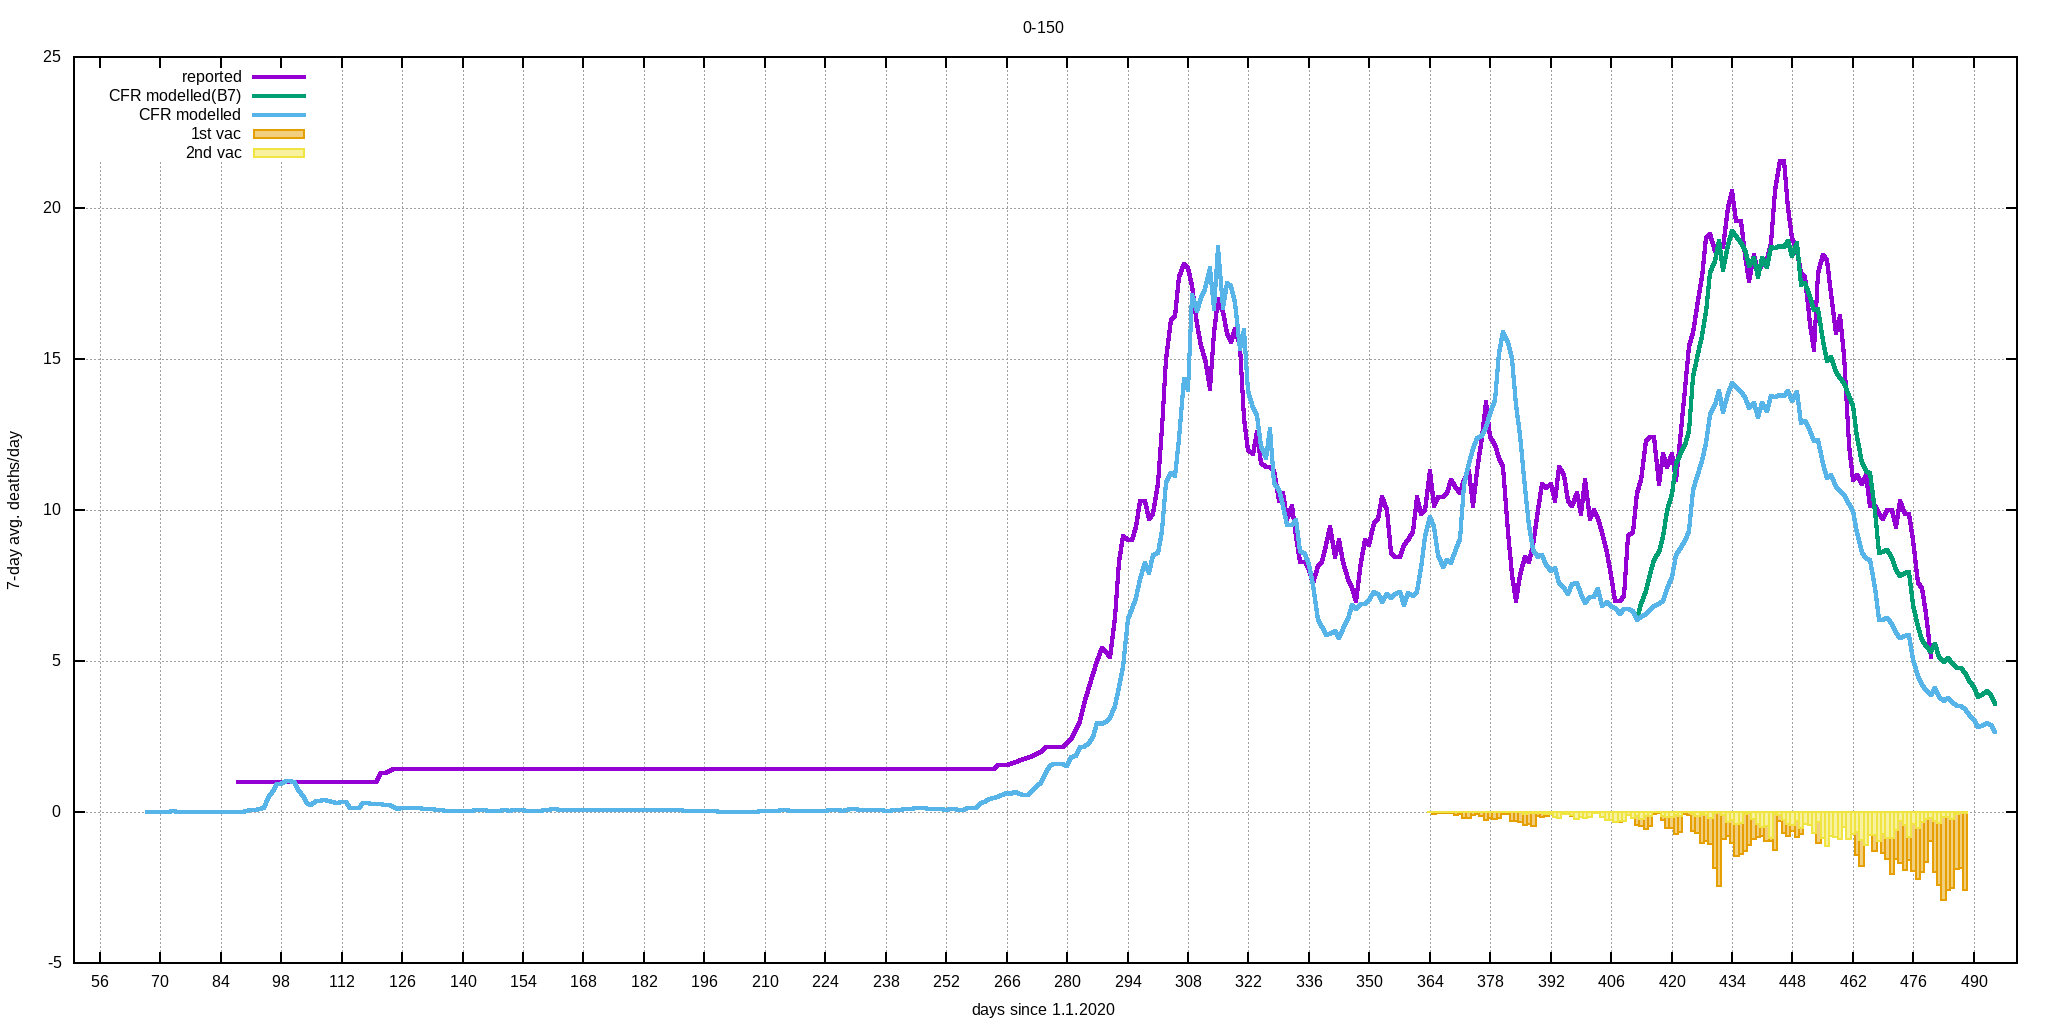 0-150
25
20
15
10
5
0
-5
7-day avg. deaths/day
reported
CFR modelled(B7)
CFR modelled
1st vac
2nd vac
56 70 84 98 112 126 140 154 168 182 196 210 224 238 252 266 280 294 308 322 336 350 364 378 392 406 420 434 448 462 476 490
days since 1.1.2020